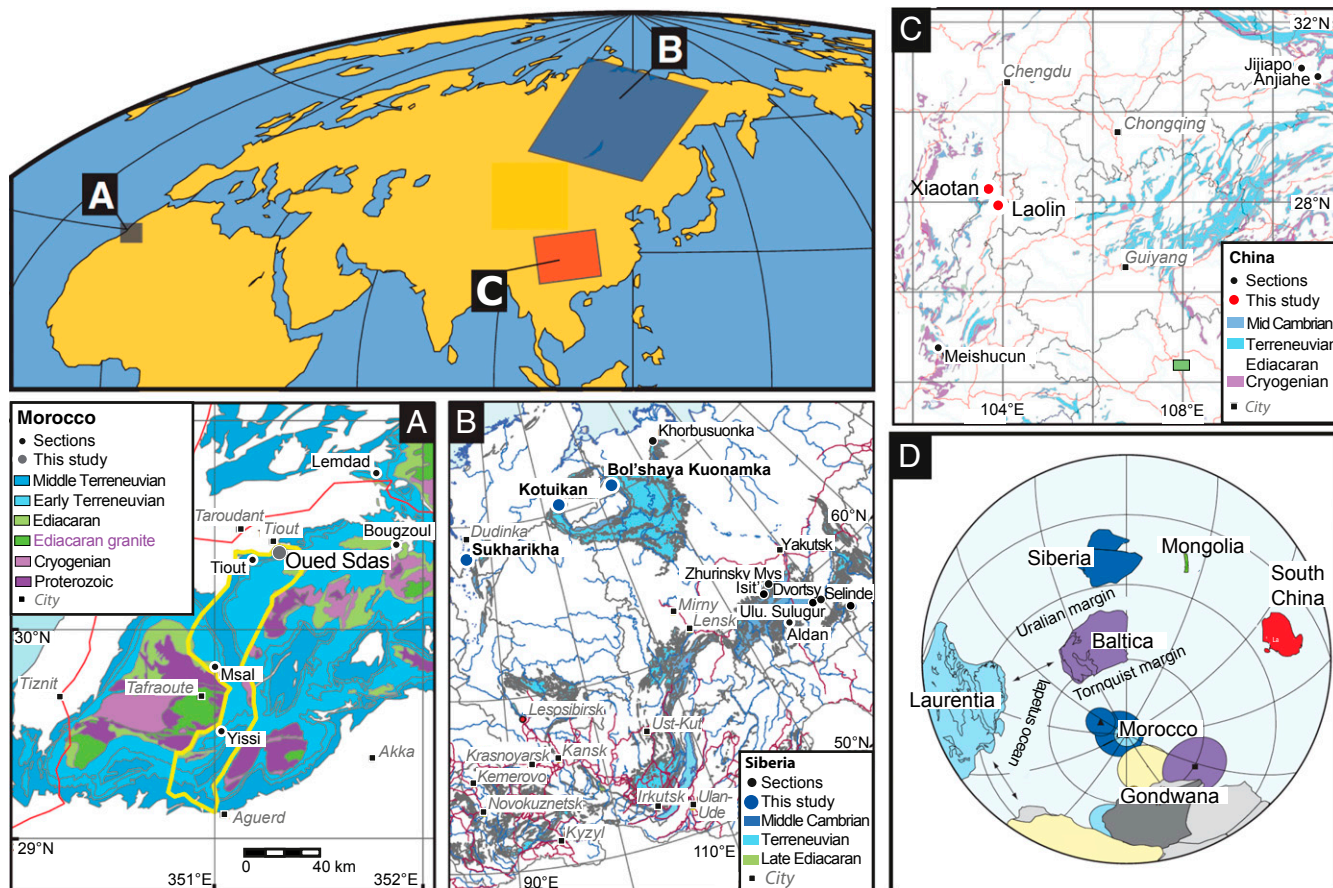 A
B
C
C
32°N
Jijiapo
Anjiahe
Chengdu
Chongqing
Xiaotan
28°N
Laolin
Guiyang
Meishucun
104°E
108°E
China
Sections
This study
Mid Cambrian
Terreneuvian
Ediacaran
Cryogenian
City
Morocco
Sections
This study
Middle Terreneuvian
Early Terreneuvian
Ediacaran
Ediacaran granite
Cryogenian
Proterozoic
City
A
Lemdad
Taroudant
Tiout
Bougzoul
Tiout
Oued Sdas
30°N
Msal
Tiznit
Tafraoute
Yissi
Akka
Aguerd
29°N
0
40 km
351°E
352°E
B
Khorbusuonka
Bol'shaya Kuonamka
Kotuikan
60°N
Dudinka
Sukharikha
Yakutsk
Zhurinsky Mys
Isit'
Dvortsy
Selinde
Ulu. Sulugur
Mirny
Lensk
Aldan
Lespsibirsk
Ust-Kut
50°N
Krasnoyarsk
Kansk
Kemerovo
Novokuznetsk
Irkutsk
Ulan-
Ude
Kyzyl
90°E
110°E
Siberia
Sections
This study
Middle Cambrian
Terreneuvian
Late Ediacaran
City
D
Siberia
Mongolia
South
China
La
Uralian margin
Baltica
Tornquist margin
Laurentia
Iapetus ocean
Morocco
Gondwana